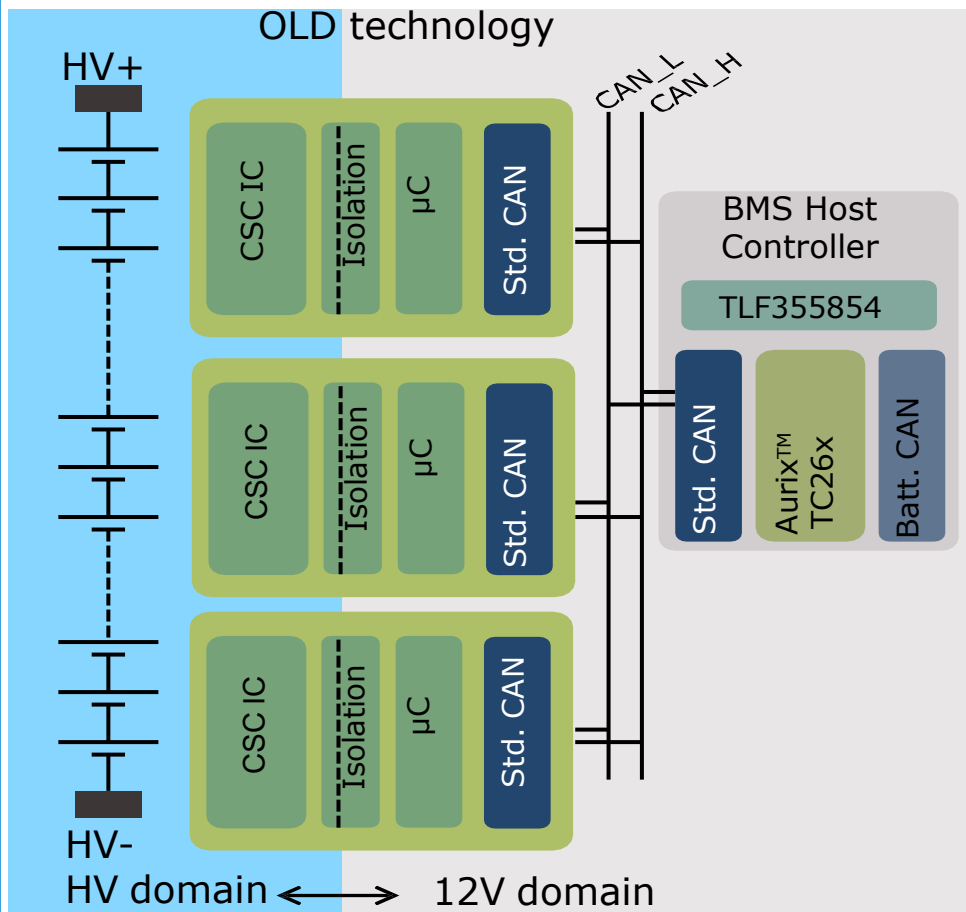 OLD technology
HV+
CAN_L
CAN_H
CSC IC
Isolation
µC
Std. CAN
BMS Host
Controller
TLF355854
Std. CAN
Aurix™
TC26x
Batt. CAN
CSC IC
Isolation
µC
Std. CAN
CSC IC
Isolation
µC
Std. CAN
HV-
HV domain
12V domain